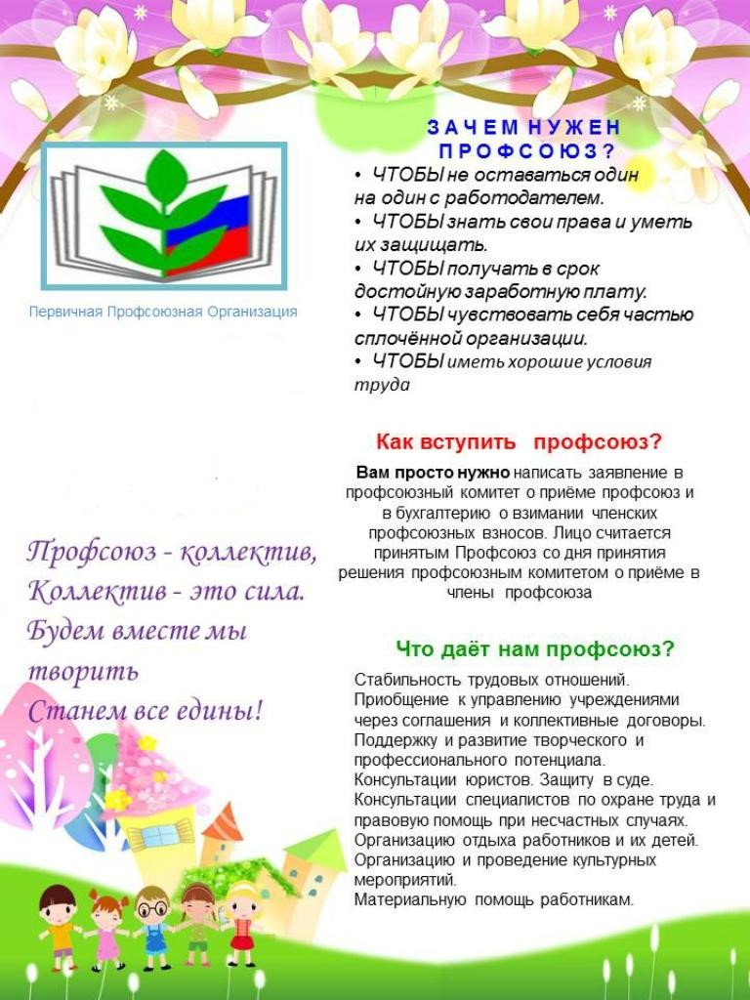 З А Ч Е М Н У Ж Е Н
П Р О Ф С О Ю З ?
• ЧТОБЫ не оставаться один
на один с работодателем.
• ЧТОБЫ знать свои права и уметь
их защищать.
• ЧТОБЫ получать в срок
достойную заработную плату.
• ЧТОБЫ чувствовать себя частью
сплочённой организации.
• ЧТОБЫ иметь хорошие условия
труда
Первичная Профсоюзная Организация
Как вступить профсоюз?
Вам просто нужно написать заявление в
профсоюзный комитет о приёме профсоюз и
в бухгалтерию о взимании членских
профсоюзных взносов. Лицо считается
принятым Профсоюз со дня принятия
решения профсоюзным комитетом о приёме в
члены профсоюза
Профсоюз - коллектив,
Коллектив - это сила.
Будем вместе мы
творить
Станем все едины!
Что даёт нам профсоюз?
Стабильность трудовых отношений.
Приобщение к управлению учреждениями
через соглашения и коллективные договоры.
Поддержку и развитие творческого и
профессионального потенциала.
Консультации юристов. Защиту в суде.
Консультации специалистов по охране труда и
правовую помощь при несчастных случаях.
Организацию отдыха работников и их детей.
Организацию и проведение культурных
мероприятий.
Материальную помощь работникам.